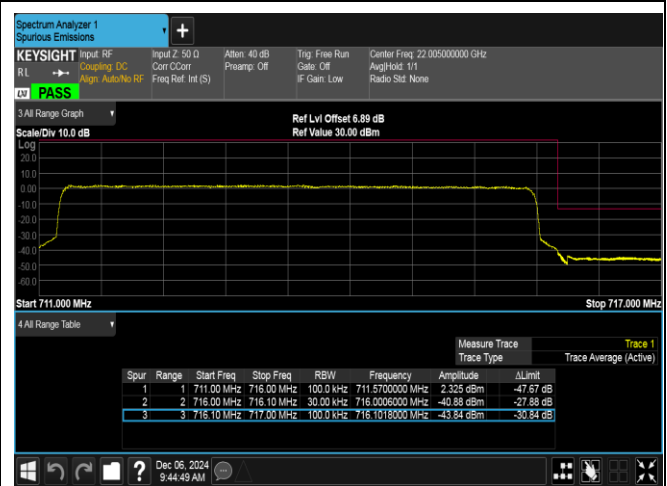 Spectrum Analyzer 1
Spurious Emissions
KEYSIGHT Input: RF Input Z: 50 Ω Atten: 40 dB Trig: Free Run Center Freq: 22.005000000 GHz
RL Coupling: DC Corr CCorr Preamp: Off Gate: Off Avg|Hold: 1/1
Align: Auto/No RF Freq Ref: Int (S) IF Gain: Low Radio Std: None
LXI PASS
3 All Range Graph
Ref Lvl Offset 6.89 dB
Scale/Div 10.0 dB Ref Value 30.00 dBm
Log
20.0
10.0
0.00
-10.0
-20.0
-30.0
-40.0
-50.0
-60.0
Start 711.000 MHz Stop 717.000 MHz
4 All Range Table
Measure Trace Trace 1
Trace Type Trace Average (Active)
Spur Range Start Freq Stop Freq RBW Frequency Amplitude ΔLimit
1 1 711.00 MHz 716.00 MHz 100.0 kHz 711.5700000 MHz 2.325 dBm -47.67 dB
2 2 716.00 MHz 716.10 MHz 30.00 kHz 716.0006000 MHz -40.88 dBm -27.88 dB
3 3 716.10 MHz 717.00 MHz 100.0 kHz 716.1018000 MHz -43.84 dBm -30.84 dB
Dec 06, 2024
9:44:49 AM